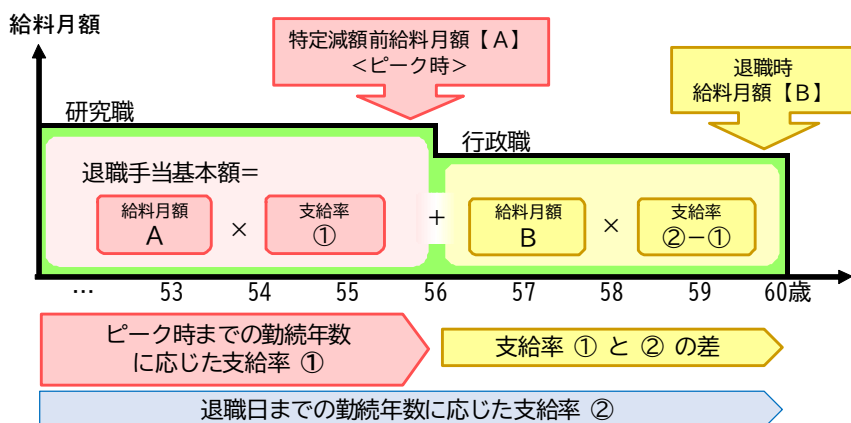 給料月額
特定減額前給料月額【A】
<ピーク時>
退職時
給料月額【B】
研究職
行政職
退職手当基本額＝
給料月額
A
×
支給率
①
+
給料月額
B
×
支給率
②−①
… 53 54 55 56 57 58 59 60歳
ピーク時までの勤続年数
に応じた支給率 ①
支給率 ① と ② の差
退職日までの勤続年数に応じた支給率 ②